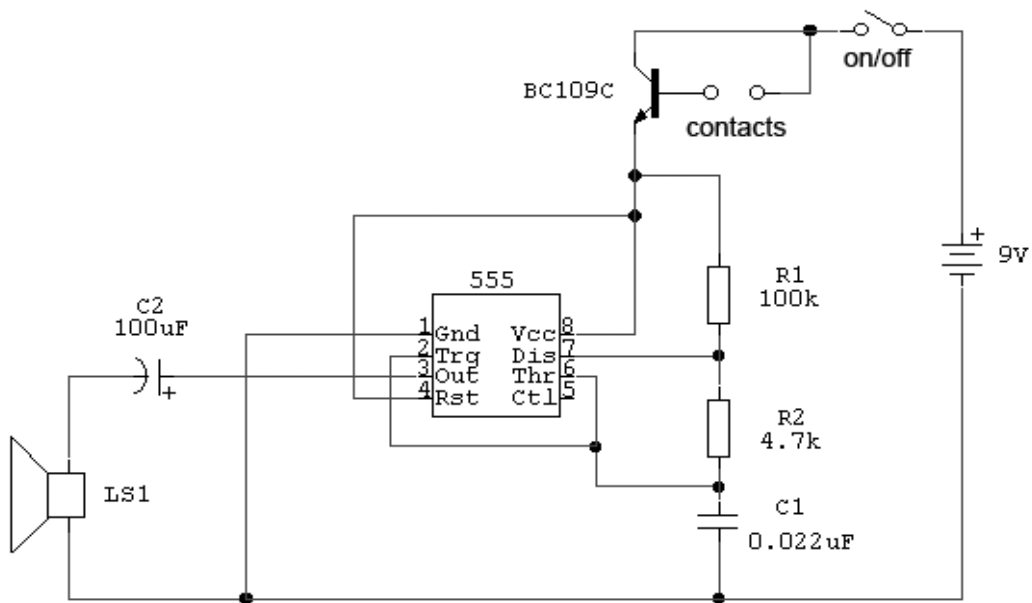 on/off
BC109C
contacts
+
9V
555
R1
100k
C2
100uF
1 Gnd Vcc 8
2 Trg Dis 7
3 Out Thr 6
4 Rst Ctl 5
+
R2
4.7k
LS1
C1
0.022uF